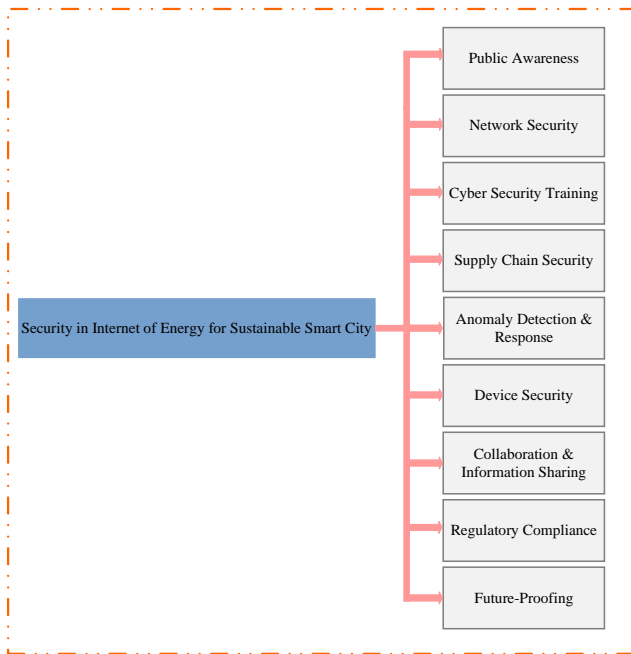 Public Awareness
Network Security
Cyber Security Training
Supply Chain Security
Security in Internet of Energy for Sustainable Smart City
Anomaly Detection &
Response
Device Security
Collaboration &
Information Sharing
Regulatory Compliance
Future-Proofing